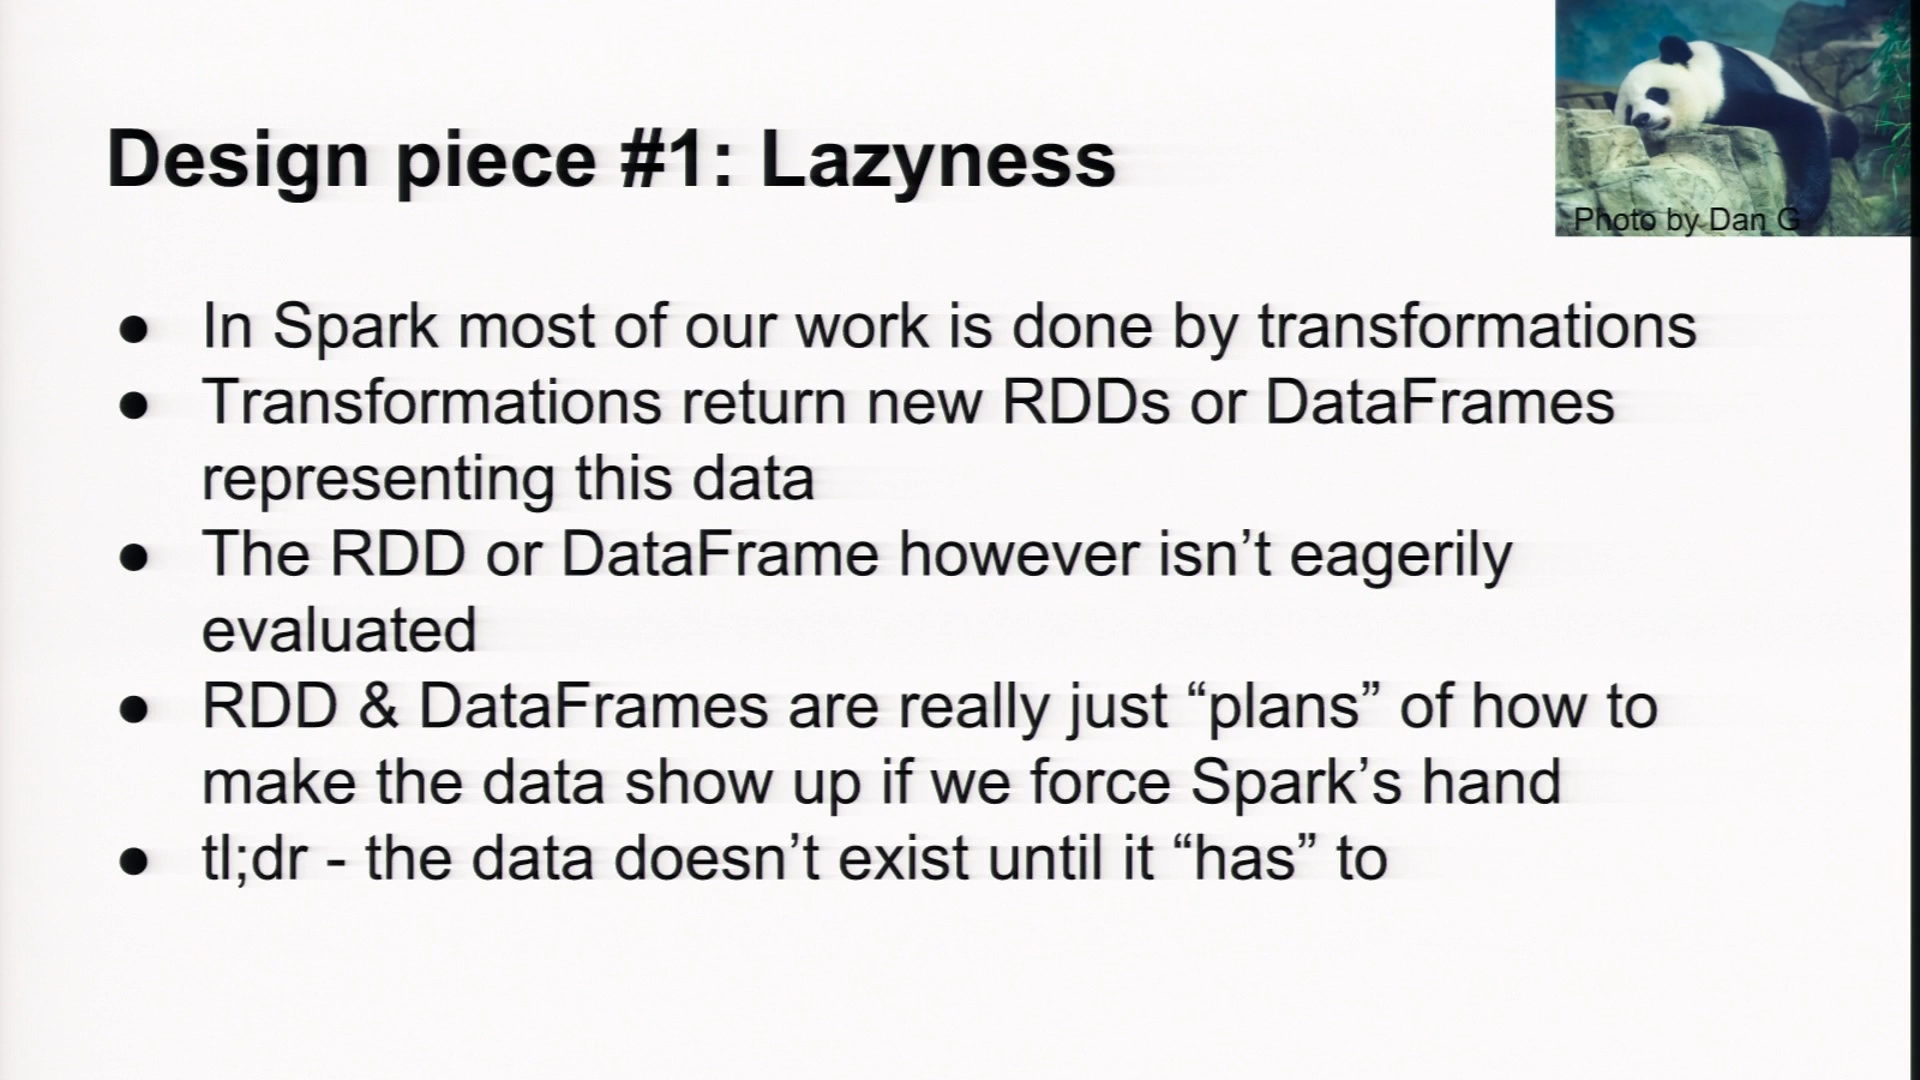 Design piece #1: Lazyness
Photo by Dan G
● In Spark most of our work is done by transformations
● Transformations return new RDDs or DataFrames
representing this data
● The RDD or DataFrame however isn’t eagerily
evaluated
● RDD & DataFrames are really just “plans” of how to
make the data show up if we force Spark’s hand
● tl;dr - the data doesn’t exist until it “has” to